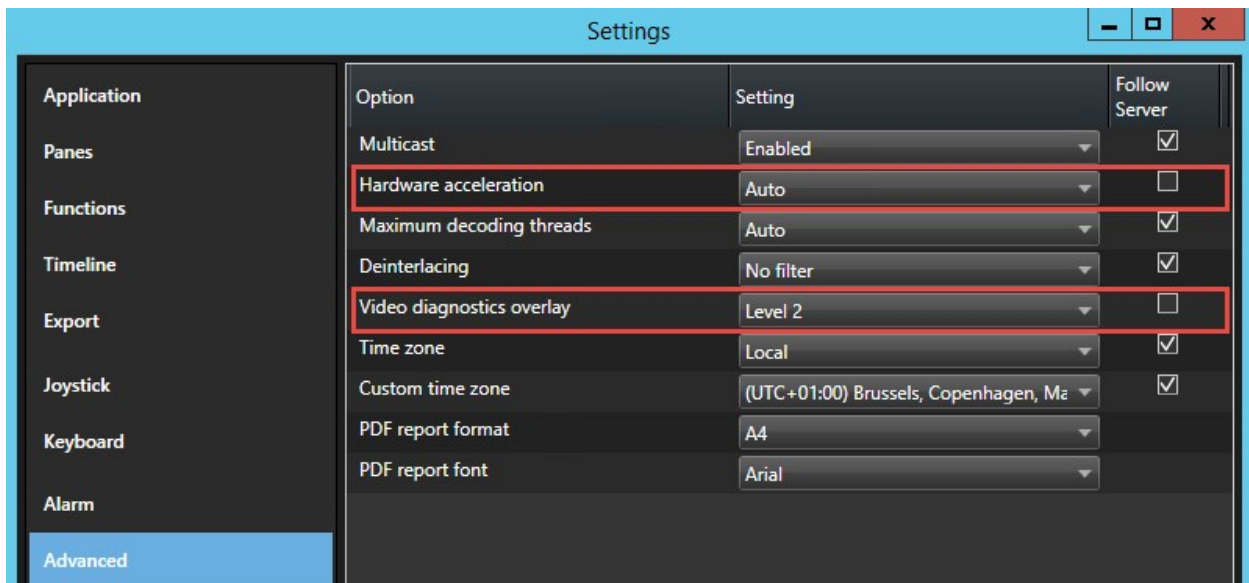 Settings
Application
Panes
Functions
Timeline
Export
Joystick
Keyboard
Alarm
Advanced
Option Setting Follow Server
Multicast Enabled
Hardware acceleration Auto
Maximum decoding threads Auto
Deinterlacing No filter
Video diagnostics overlay Level 2
Time zone Local
Custom time zone (UTC+01:00) Brussels, Copenhagen, Ma
PDF report format A4
PDF report font Arial